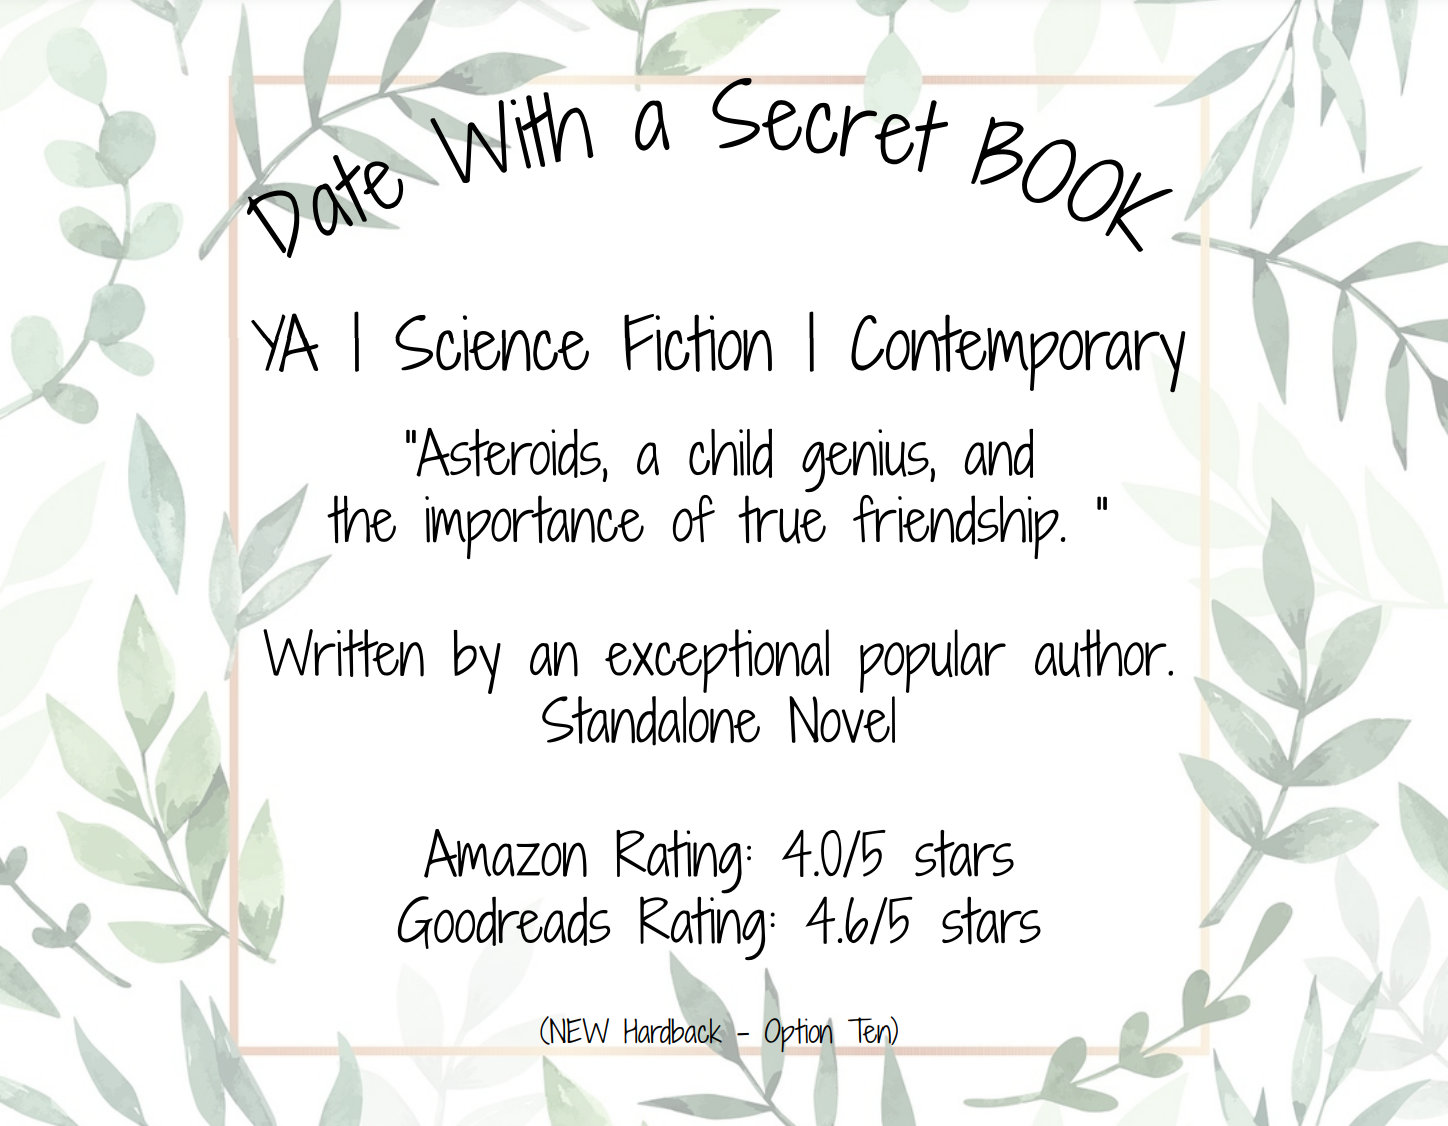 Date With a Secret BOOK
YA | Science Fiction | Contemporary
"Asteroids, a child genius, and
the importance of true friendship. "
Written by an exceptional popular author.
Standalone Novel
Amazon Rating: 4.0/5 stars
Goodreads Rating: 4.6/5 stars
(NEW Hardback - Option Ten)